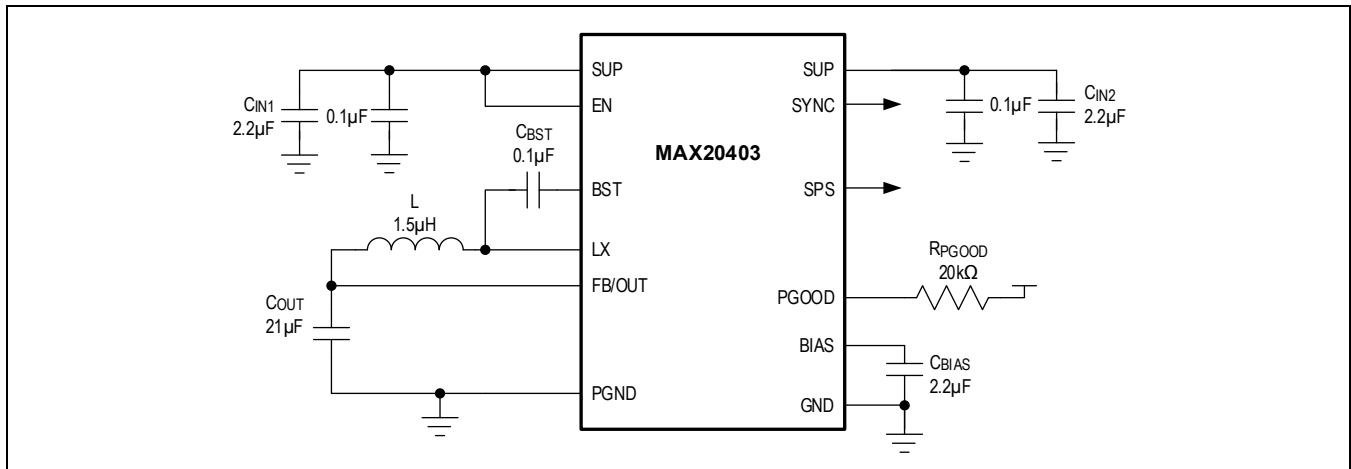 SUP
EN
BST
LX
FB/OUT
PGND
MAX20403
SUP
SYNC
SPS
PGOOD
BIAS
GND
CIN1
2.2µF
0.1µF
CBST
0.1µF
L
1.5µH
COUT
21µF
0.1µF
CIN2
2.2µF
RPGOOD
20kΩ
CBIAS
2.2µF